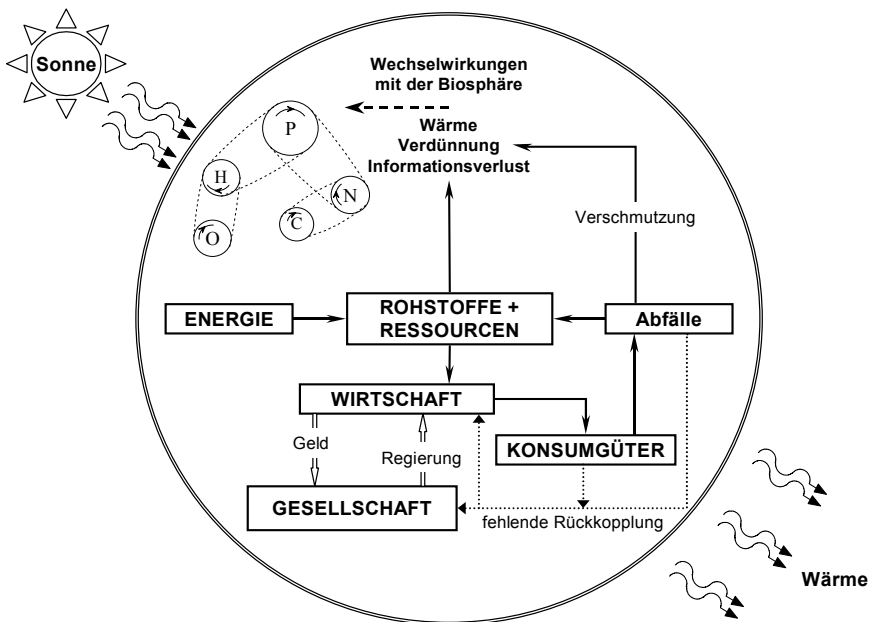 Sonne
Wechselwirkungen
mit der Biosphäre
Wärme
Verdünnung
Informationsverlust
P
H
N
C
O
Verschmutzung
ENERGIE
ROHSTOFFE +
RESSOURCEN
Abfälle
WIRTSCHAFT
Geld
Regierung
KONSUMGÜTER
GESELLSCHAFT
fehlende Rückkopplung
Wärme